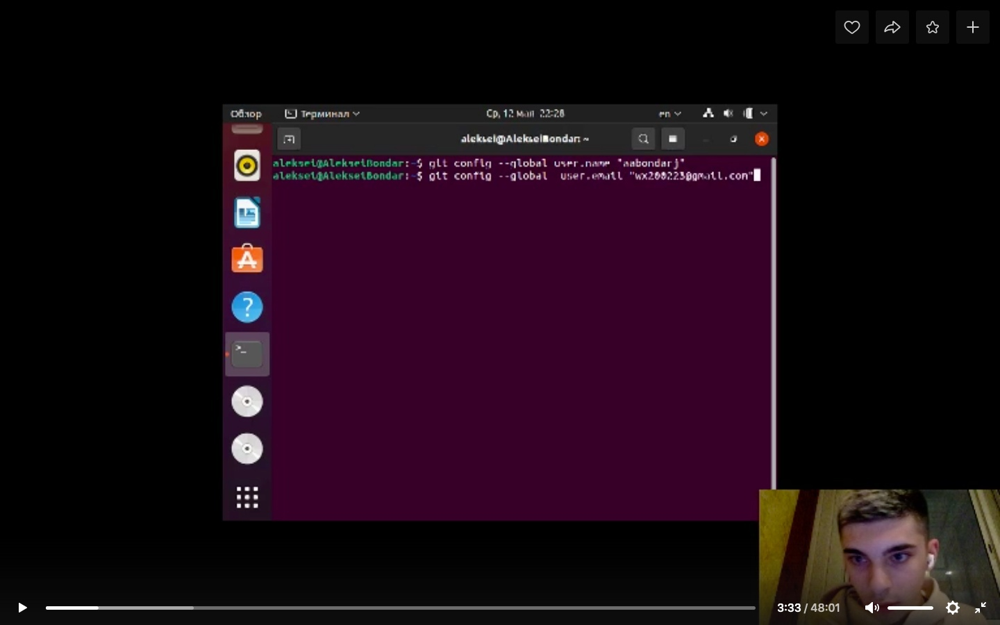 Обзор
Терминал
Ср, 12 мая 22:28
en
aleksei@AlekseiBondar: ~
aleksei@AlekseiBondar:~$ git config --global user.name "aabondarj"
aleksei@AlekseiBondar:~$ git config --global  user.email "wx200223@gmail.com"
3:33 / 48:01